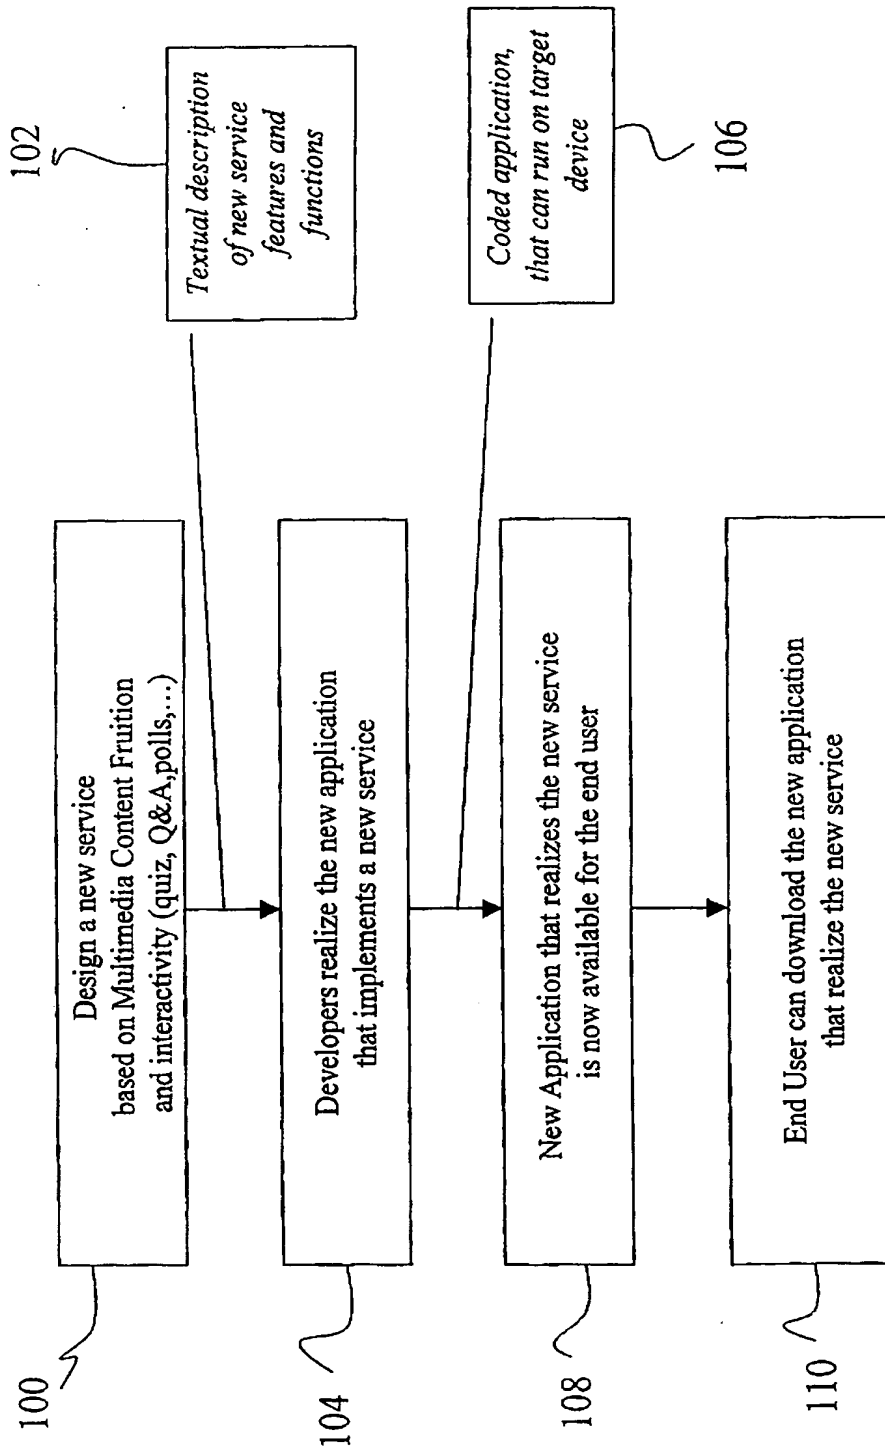 100
Design a new service
based on Multimedia Content Fruition
and interactivity (quiz, Q&A,polls,...)
102
Textual description
of new service
features and
functions
104
Developers realize the new application
that implements a new service
Coded application,
that can run on target
device
106
108
New Application that realizes the new service
is now available for the end user
110
End User can download the new application
that realize the new service